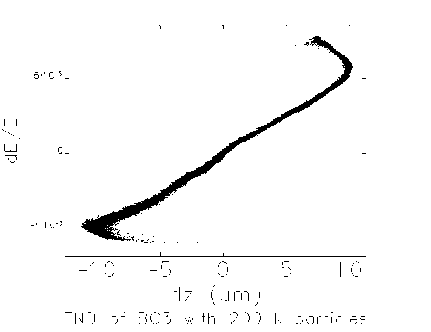 dE/E
0
-10 -5 0 5 10
dz (um)
END of BC3 with 200 k particles